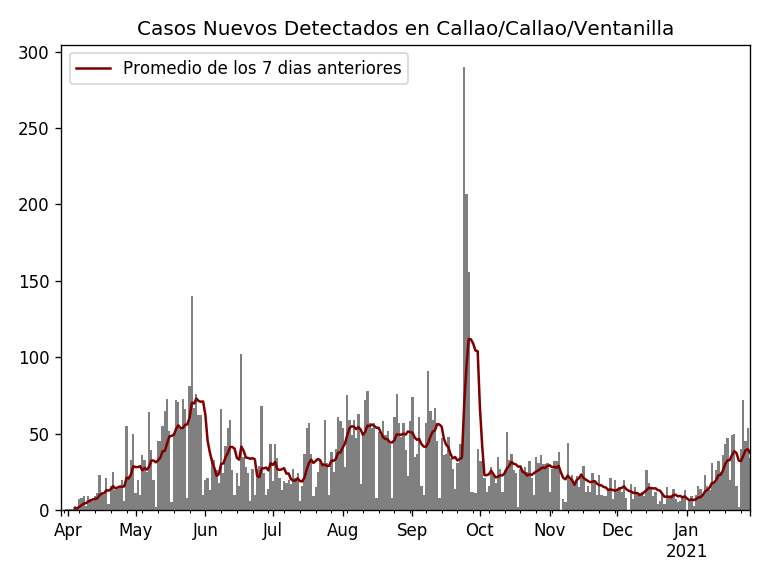 Casos Nuevos Detectados en Callao/Callao/Ventanilla
Promedio de los 7 dias anteriores
300
250
200
150
100
50
0
Apr May Jun Jul Aug Sep Oct Nov Dec Jan
2021